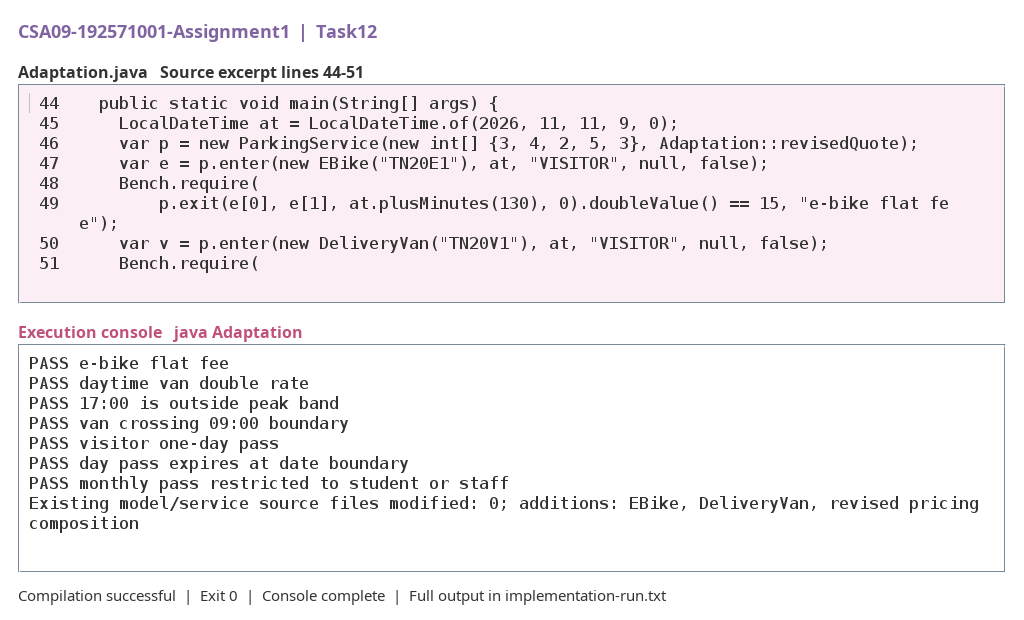 CSA09-192571001-Assignment1 | Task12
Adaptation.java Source excerpt lines 44-51
44    public static void main(String[] args) {
45      LocalDateTime at = LocalDateTime.of(2026, 11, 11, 9, 0);
46      var p = new ParkingService(new int[] {3, 4, 2, 5, 3}, Adaptation::revisedQuote);
47      var e = p.enter(new EBike("TN20E1"), at, "VISITOR", null, false);
48      Bench.require(
49          p.exit(e[0], e[1], at.plusMinutes(130), 0).doubleValue() == 15, "e-bike flat fe
e");
50      var v = p.enter(new DeliveryVan("TN20V1"), at, "VISITOR", null, false);
51      Bench.require(
Execution console java Adaptation
PASS e-bike flat fee
PASS daytime van double rate
PASS 17:00 is outside peak band
PASS van crossing 09:00 boundary
PASS visitor one-day pass
PASS day pass expires at date boundary
PASS monthly pass restricted to student or staff
Existing model/service source files modified: 0; additions: EBike, DeliveryVan, revised pricing
composition
Compilation successful | Exit 0 | Console complete | Full output in implementation-run.txt